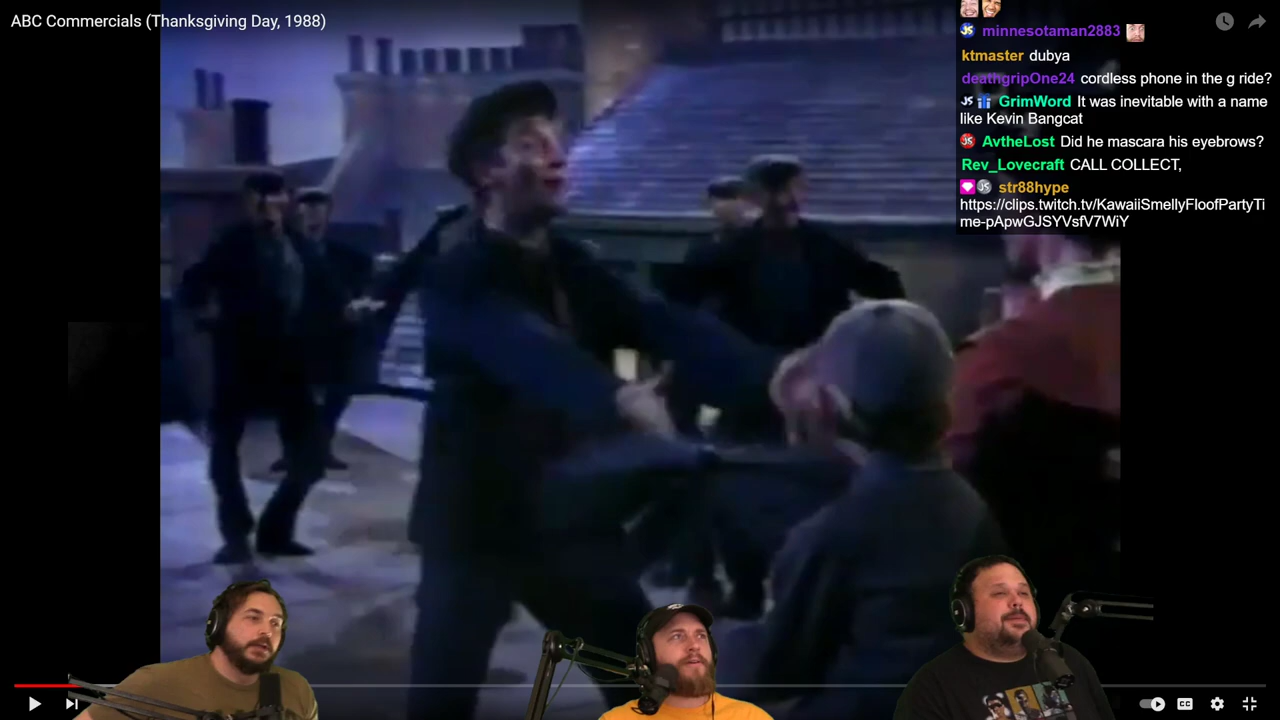 ABC Commercials (Thanksgiving Day, 1988)
minnesotaman2883
ktmaster dubya
deathgripOne24 cordless phone in the g ride?
GrimWord It was inevitable with a name
like Kevin Bangcat
AvtheLost Did he mascara his eyebrows?
Rev_Lovecraft CALL COLLECT,
str88hype
https://clips.twitch.tv/KawaiiSmellyFloofPartyTi
me-pApwGJSYVsfV7WiY
CC